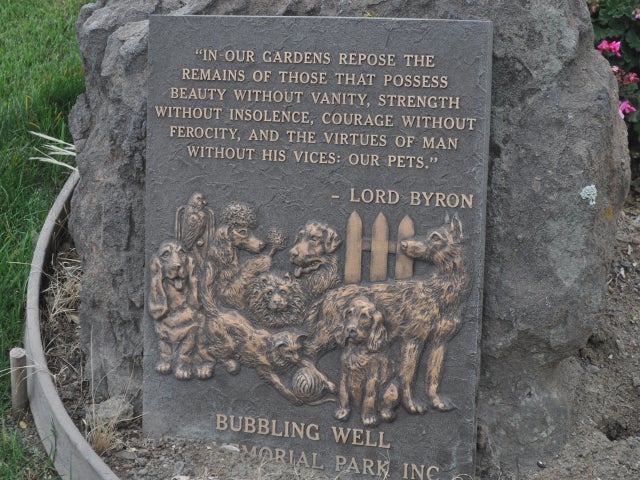 "IN OUR GARDENS REPOSE THE
REMAINS OF THOSE THAT POSSESS
BEAUTY WITHOUT VANITY, STRENGTH
WITHOUT INSOLENCE, COURAGE WITHOUT
FEROCITY, AND THE VIRTUES OF MAN
WITHOUT HIS VICES: OUR PETS."
- LORD BYRON
BUBBLING WELL
MEMORIAL PARK INC